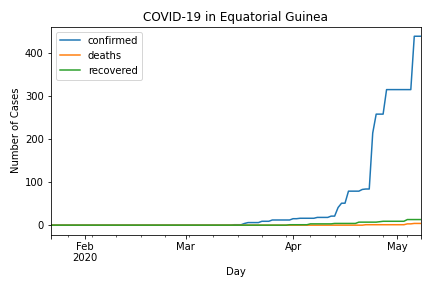 COVID-19 in Equatorial Guinea
confirmed
deaths
recovered
Number of Cases
400
300
200
100
0
Feb
2020
Mar
Apr
May
Day